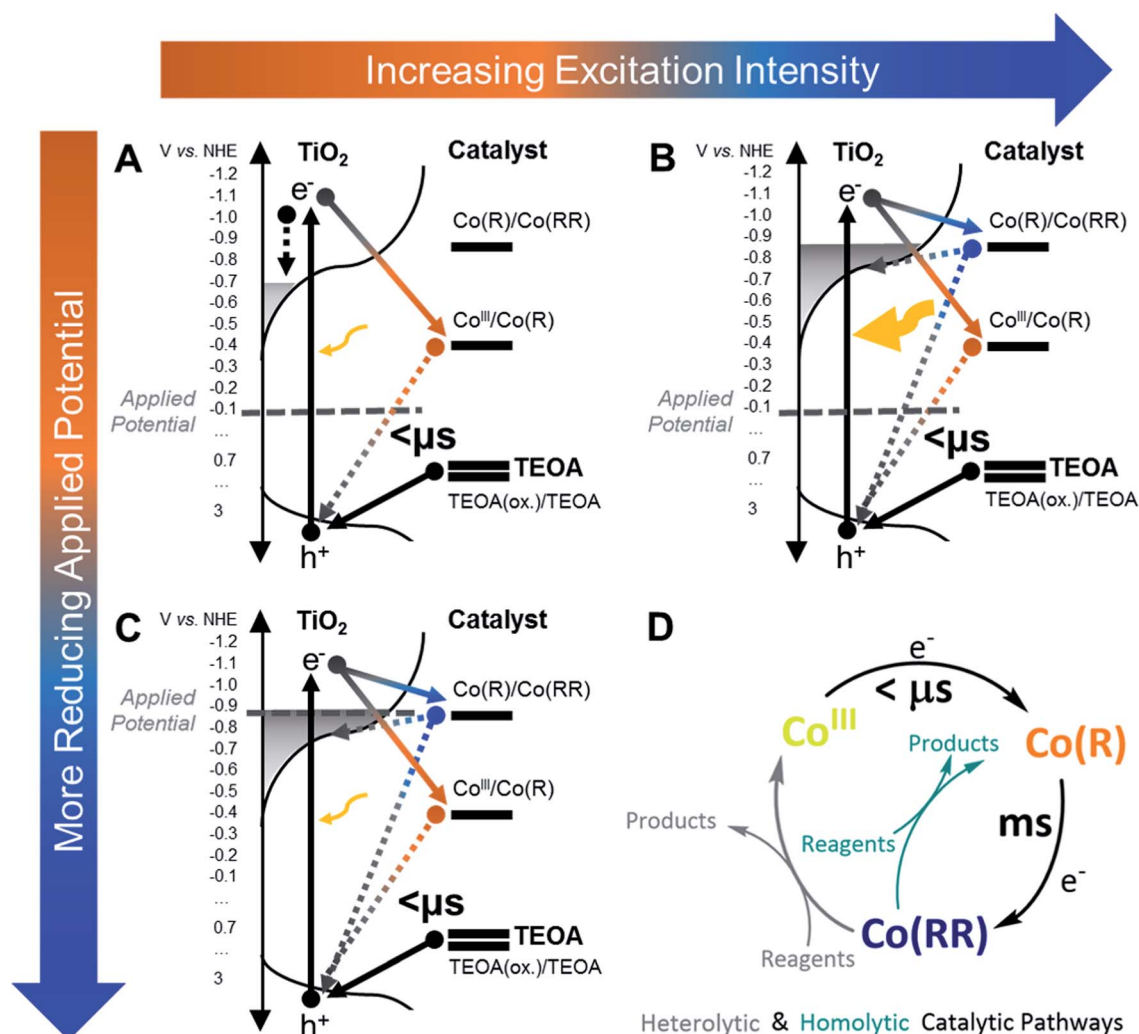 Increasing Excitation Intensity
More Reducing Applied Potential
A
V vs. NHE
TiO₂
Catalyst
-1.2
-1.1
-1.0
-0.9
-0.8
-0.7
-0.6
-0.5
-0.4
-0.3
-0.2
-0.1
...
0.7
...
3
e⁻
Co(R)/Co(RR)
Coᴵᴵᴵ/Co(R)
Applied
Potential
<μs
TEOA
TEOA(ox.)/TEOA
h⁺
B
V vs. NHE
TiO₂
Catalyst
-1.2
-1.1
-1.0
-0.9
-0.8
-0.7
-0.6
-0.5
-0.4
-0.3
-0.2
-0.1
...
0.7
...
3
e⁻
Co(R)/Co(RR)
Coᴵᴵᴵ/Co(R)
Applied
Potential
<μs
TEOA
TEOA(ox.)/TEOA
h⁺
C
V vs. NHE
TiO₂
Catalyst
-1.2
-1.1
-1.0
-0.9
-0.8
-0.7
-0.6
-0.5
-0.4
-0.3
-0.2
-0.1
...
0.7
...
3
e⁻
Applied
Potential
Co(R)/Co(RR)
Coᴵᴵᴵ/Co(R)
<μs
TEOA
TEOA(ox.)/TEOA
h⁺
D
e⁻
< μs
Coᴵᴵᴵ
Products
Co(R)
Products
Reagents
ms
e⁻
Co(RR)
Reagents
Heterolytic & Homolytic Catalytic Pathways